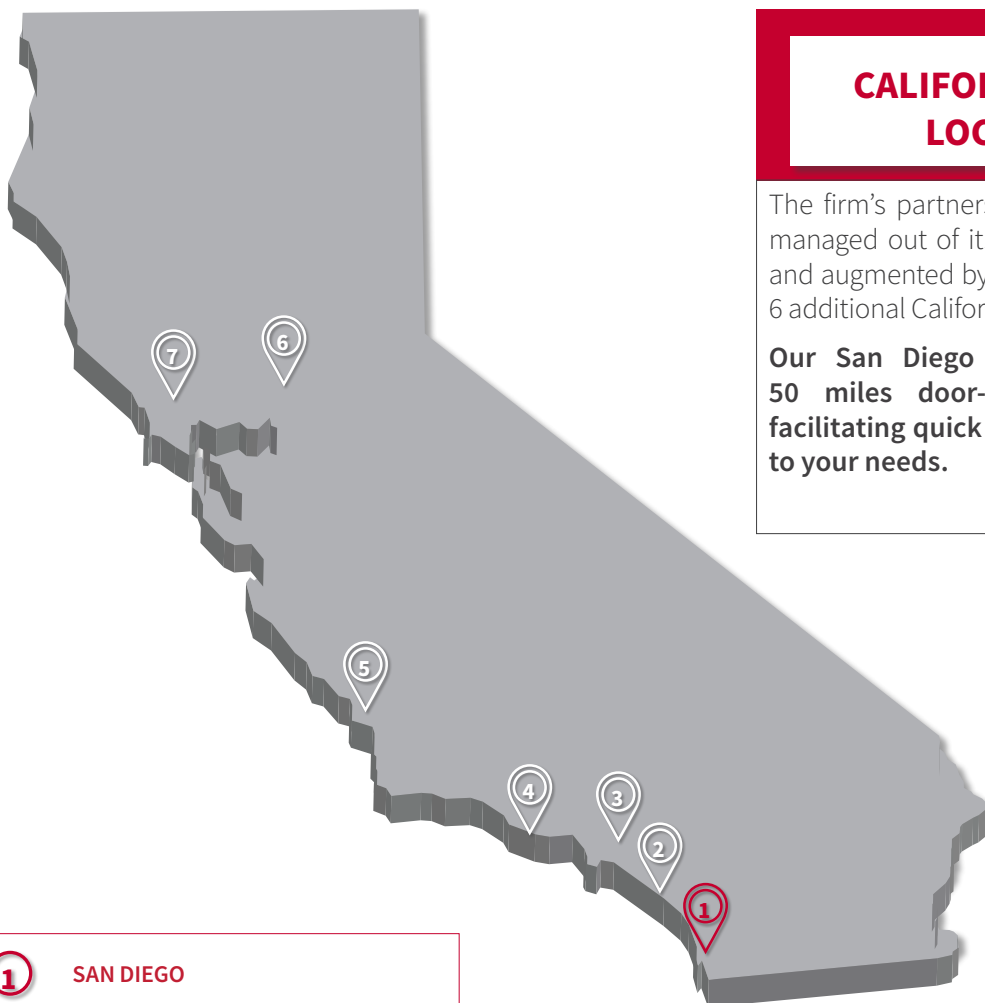 CALIFO
LOC
The firm's partner
managed out of it
and augmented by
6 additional Califor
Our San Diego
50 miles door-
facilitating quick
to your needs.
7
6
5
4
3
2
1
1 SAN DIEGO